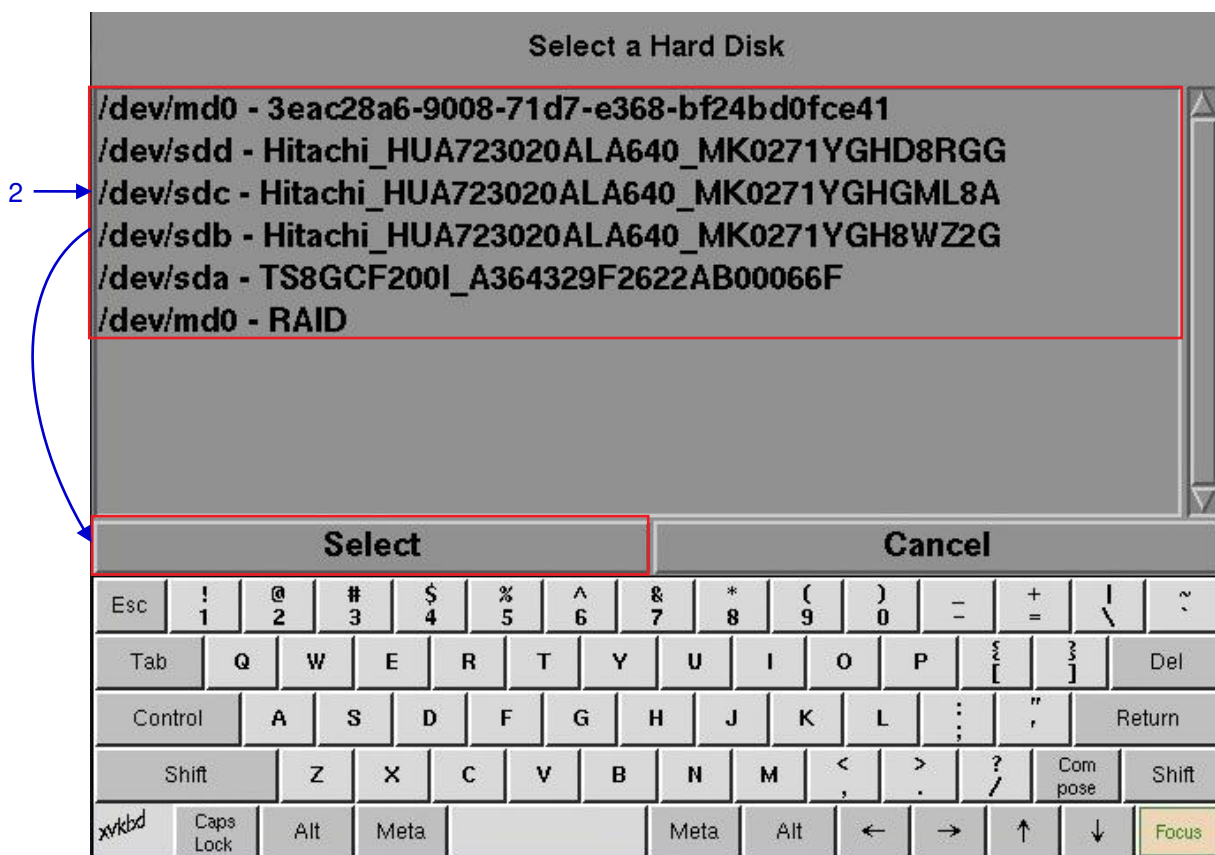 Select a Hard Disk
/dev/md0 - 3eac28a6-9008-71d7-e368-bf24bd0fce41
/dev/sdd - Hitachi_HUA723020ALA640_MK0271YGHD8RGG
2
/dev/sdc - Hitachi_HUA723020ALA640_MK0271YGHGML8A
/dev/sdb - Hitachi_HUA723020ALA640_MK0271YGH8WZ2G
/dev/sda - TS8GCF200I_A364329F2622AB00066F
/dev/md0 - RAID
Select Cancel
Esc ! 1 @ 2 # 3 $ 4 % 5 ^ 6 & 7 * 8 ( 9 ) 0 _ - + = | \ ~ `
Tab Q W E R T Y U I O P { [ } ] Del
Control A S D F G H J K L : ; " ' Return
Shift Z X C V B N M < , > . ? / Com pose Shift
xvkbd Caps Lock Alt Meta Meta Alt ← → ↑ ↓ Focus